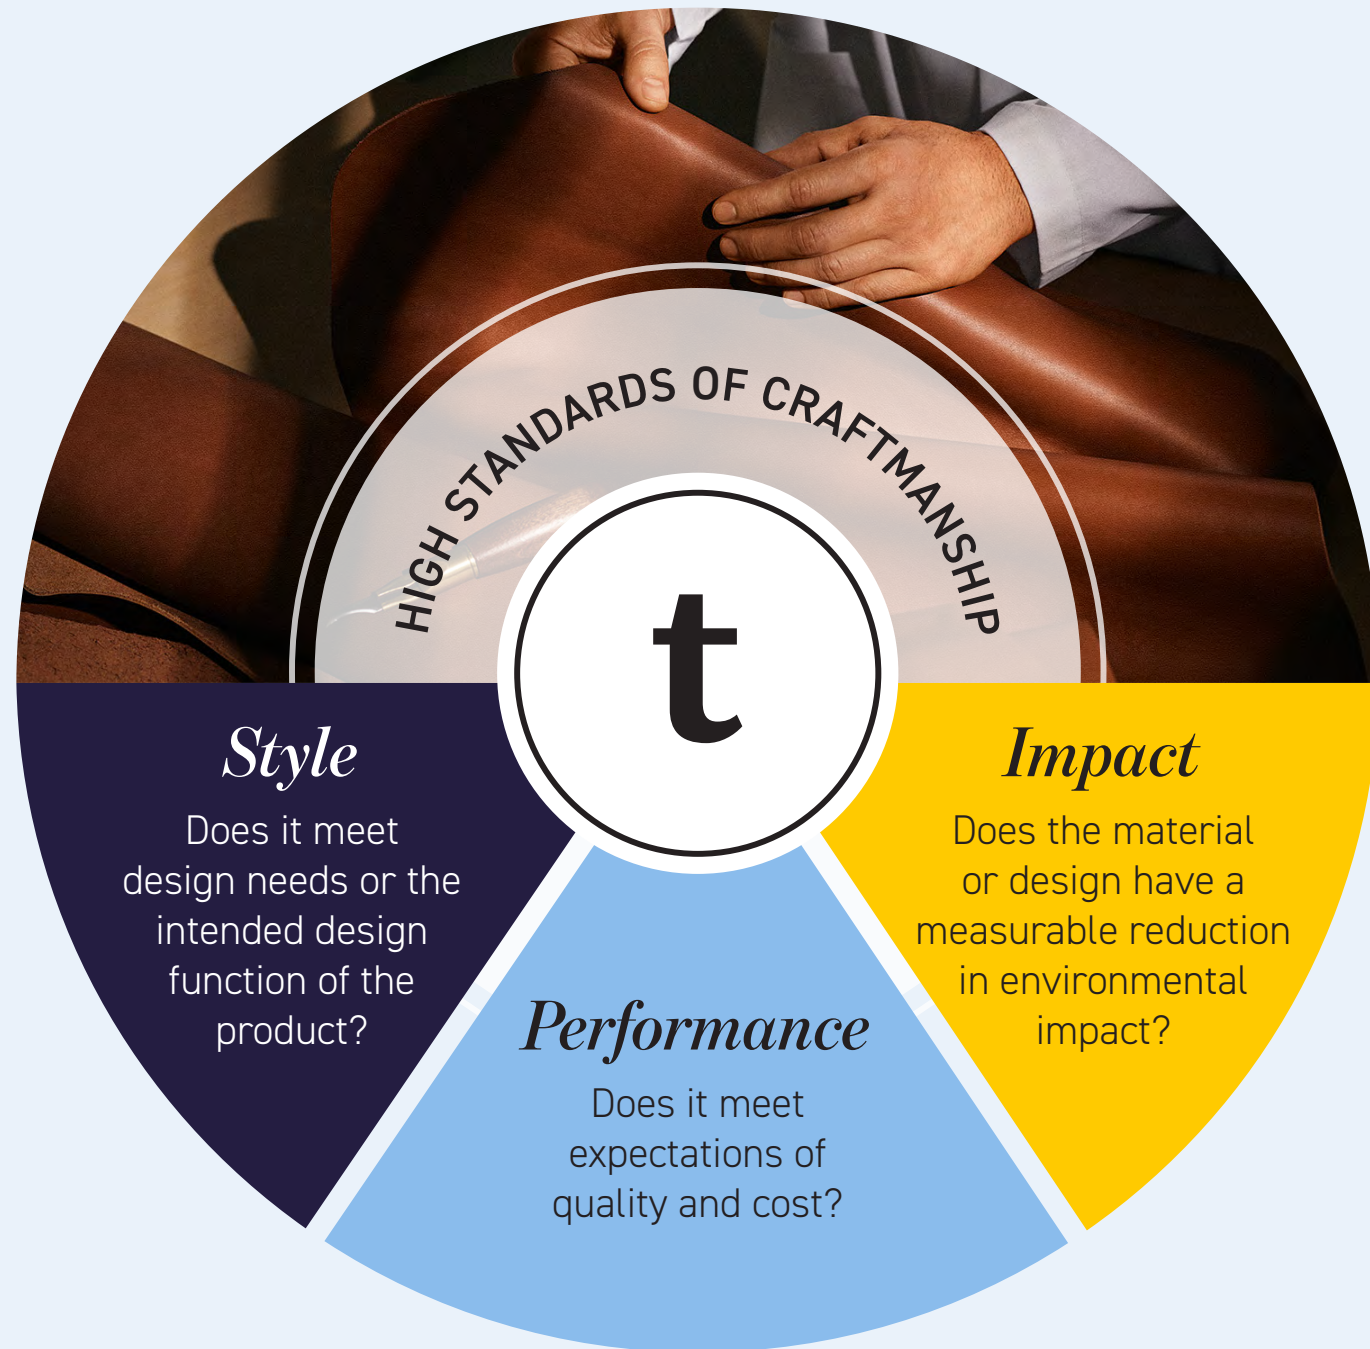 HIGH STANDARDS OF CRAFTMANSHIP
t
Style
Does it meet
design needs or the
intended design
function of the
product?
Performance
Does it meet
expectations of
quality and cost?
Impact
Does the material
or design have a
measurable reduction
in environmental
impact?